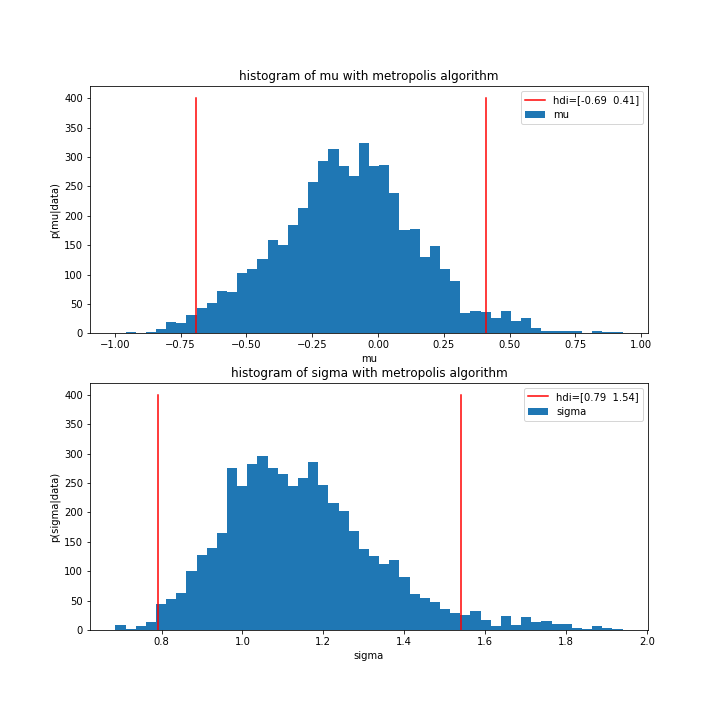 histogram of mu with metropolis algorithm
400
350
300
250
200
150
100
50
0
p(mu|data)
hdi=[-0.69 0.41]
mu
−1.00 −0.75 −0.50 −0.25 0.00 0.25 0.50 0.75 1.00
mu
histogram of sigma with metropolis algorithm
400
350
300
250
200
150
100
50
0
p(sigma|data)
hdi=[0.79 1.54]
sigma
0.8 1.0 1.2 1.4 1.6 1.8 2.0
sigma